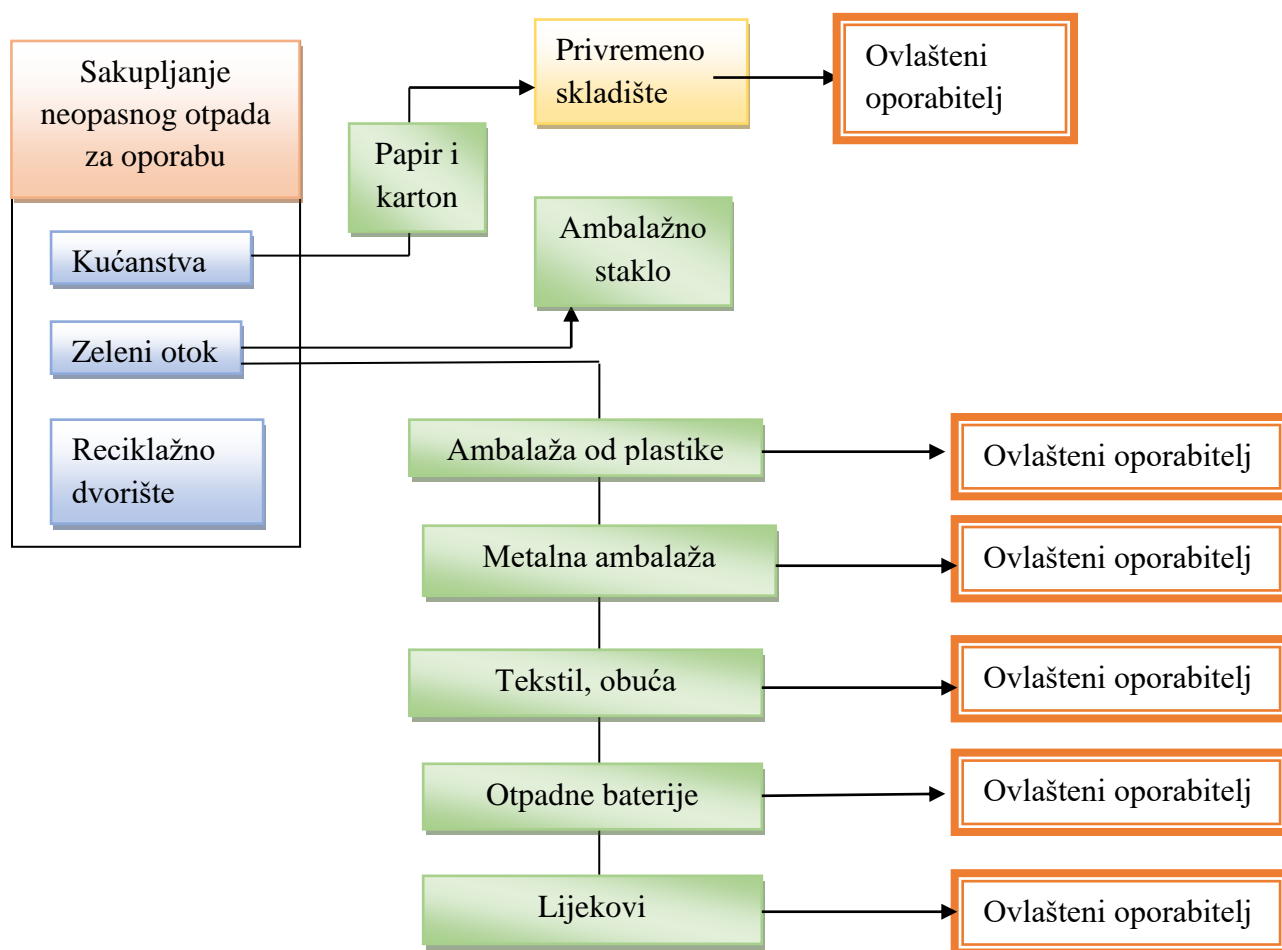 Sakupljanje
neopasnog otpada
za oporabu
Kućanstva
Zeleni otok
Reciklažno
dvorište
Papir i
karton
Privremeno
skladište
Ovlašteni
oporabitelj
Ambalažno
staklo
Ambalaža od plastike
Ovlašteni oporabitelj
Metalna ambalaža
Ovlašteni oporabitelj
Tekstil, obuća
Ovlašteni oporabitelj
Otpadne baterije
Ovlašteni oporabitelj
Lijekovi
Ovlašteni oporabitelj